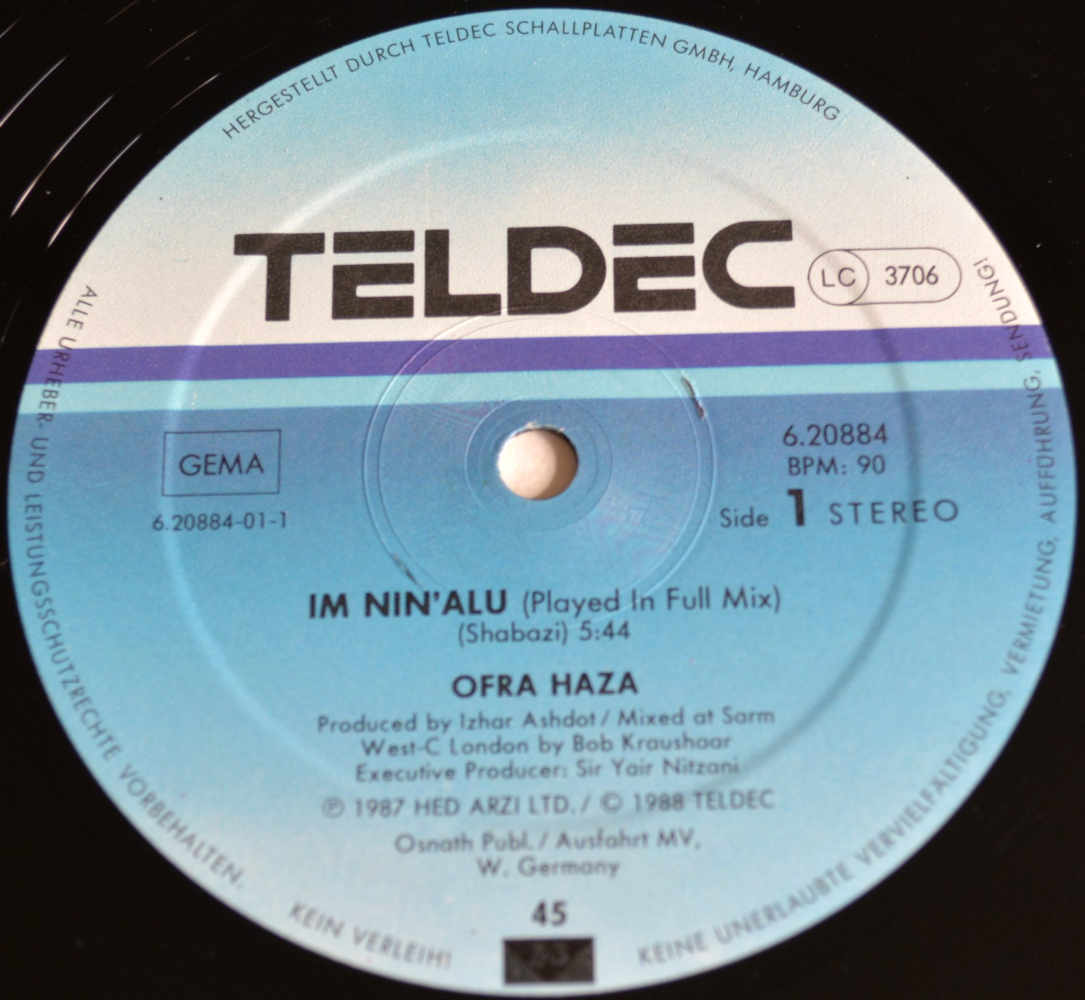 HERGESTELLT DURCH TELDEC SCHALLPLATTEN GMBH, HAMBURG
TELDEC
LC 3706
GEMA
6.20884-01-1
6.20884
BPM: 90
Side 1 STEREO
IM NIN'ALU (Played In Full Mix)
(Shabazi) 5:44
OFRA HAZA
Produced by Izhar Ashdot / Mixed at Sarm
West-C London by Bob Kraushaar
Executive Producer: Sir Yair Nitzani
℗ 1987 HED ARZI LTD. / © 1988 TELDEC
Osnath Publ. / Ausfahrt MV,
W. Germany
45
33
ALLE URHEBER- UND LEISTUNGSSCHUTZRECHTE VORBEHALTEN.
KEIN VERLEIH!
KEINE UNERLAUBTE VERVIELFÄLTIGUNG, VERMIETUNG, AUFFÜHRUNG, SENDUNG!